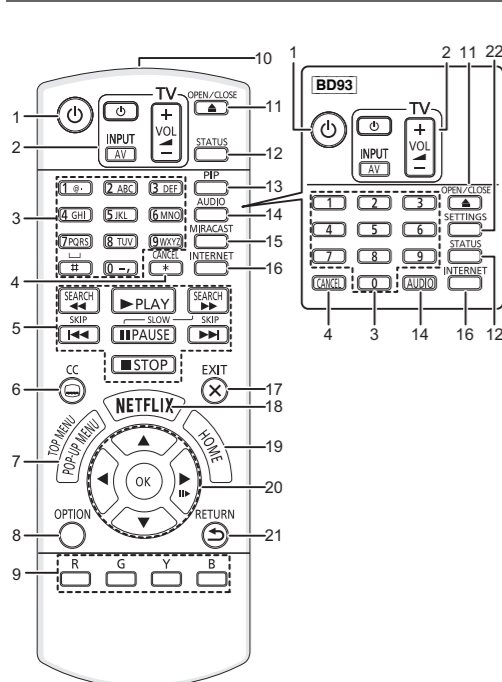 10
1
2
TV
OPEN/CLOSE
11
INPUT
AV
+
VOL
−
STATUS
12
PIP
13
3
1 @.
2 ABC
3 DEF
AUDIO
14
4 GHI
5 JKL
6 MNO
MIRACAST
15
7 PQRS
8 TUV
9 WXYZ
CANCEL
INTERNET
16
4
#
0 -,
*
5
SEARCH
PLAY
SEARCH
SKIP
SLOW
SKIP
PAUSE
STOP
CC
EXIT
6
17
NETFLIX
18
7
TOP MENU
POP-UP MENU
HOME
19
OK
20
OPTION
RETURN
8
21
9
R
G
Y
B
1
2
11
22
BD93
TV
INPUT
AV
+
VOL
−
OPEN/CLOSE
1
2
3
SETTINGS
4
5
6
STATUS
7
8
9
INTERNET
CANCEL
0
AUDIO
4
3
14
16
12